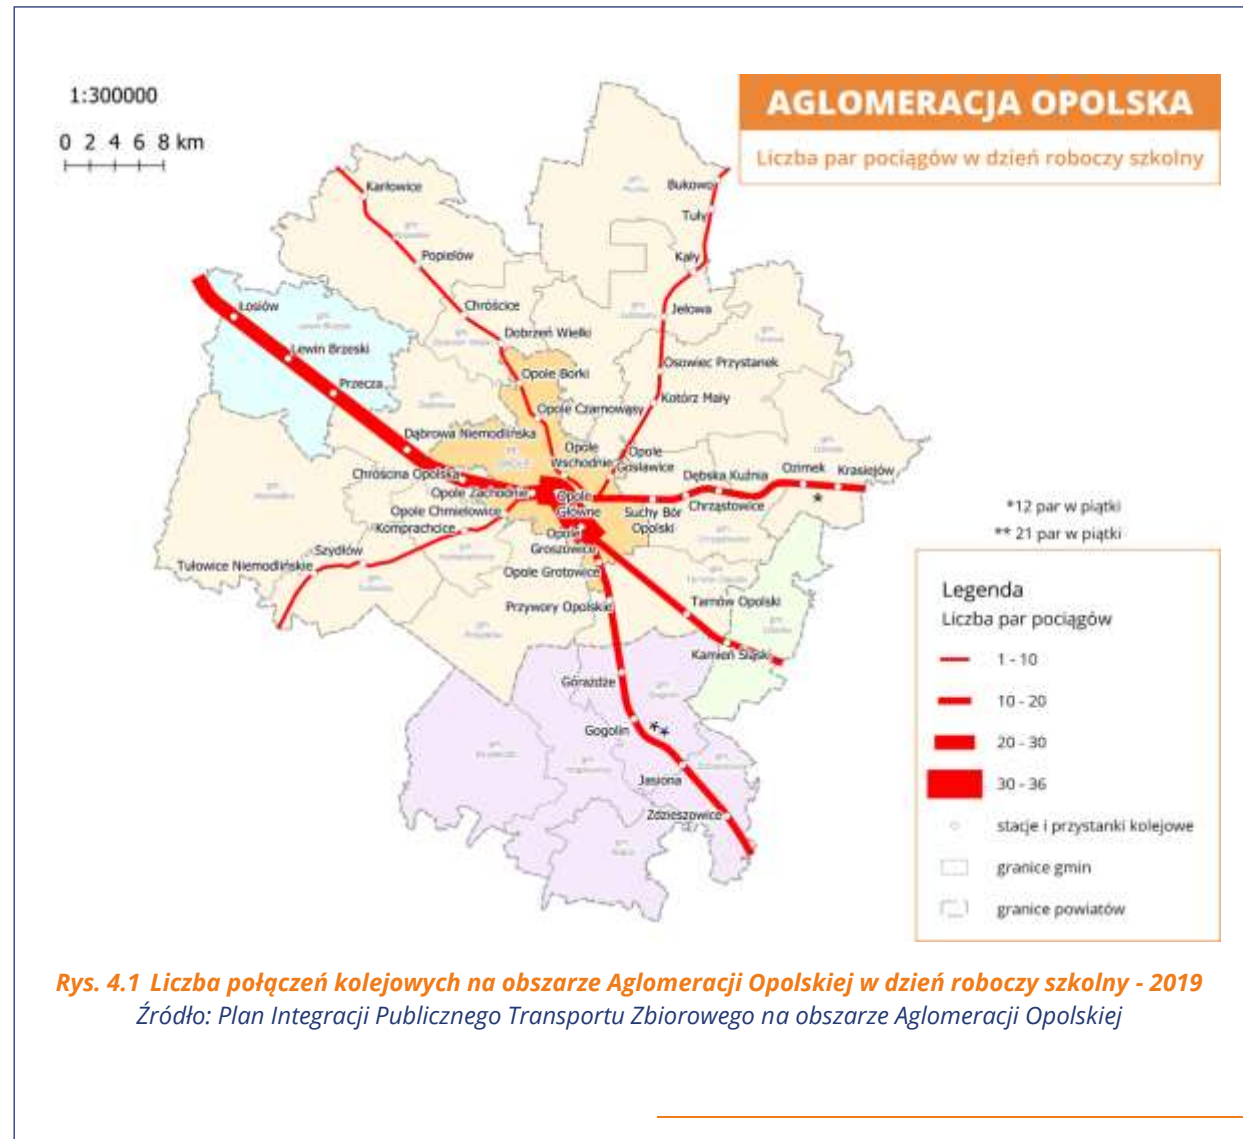 1:300000
0 2 4 6 8 km
AGLOMERACJA OPOLSKA
Liczba par pociągów w dzień roboczy szkolny
Karłowice
Popielów
Chróścice
Dobrzeń Wielki
Bukowo
Tuły
Kały
Jełowa
Osowiec Przystanek
Kotórz Mały
Łosiów
Lewin Brzeski
Przecza
Dąbrowa Niemodlińska
Chróścina Opolska
Opole Borki
Opole Czarnowąsy
Opole
Wschodnie
Opole
Gosławice
Dębska Kuźnia
Ozimek
Krasiejów
Opole Zachodnie
Opole Chmielowice
Komprachcice
Szydłów
Tułowice Niemodlińskie
Opole
Główne
Suchy Bór
Opolski
Chrząstowice
*
Opole
Groszowice
Opole Grotowice
Przywory Opolskie
Tarnów Opolski
Kamień Śląski
Górażdże
Gogolin
**
Jasiona
Zdzieszowice
*12 par w piątki
** 21 par w piątki
Legenda
Liczba par pociągów
1 - 10
10 - 20
20 - 30
30 - 36
stacje i przystanki kolejowe
granice gmin
granice powiatów
Rys. 4.1 Liczba połączeń kolejowych na obszarze Aglomeracji Opolskiej w dzień roboczy szkolny - 2019
Źródło: Plan Integracji Publicznego Transportu Zbiorowego na obszarze Aglomeracji Opolskiej